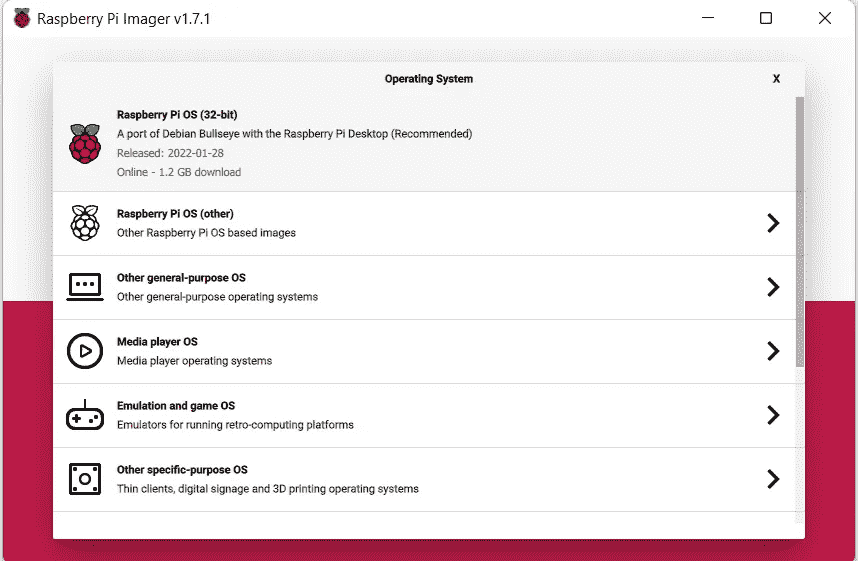 Raspberry Pi Imager v1.7.1
Operating System
X
Raspberry Pi OS (32-bit)
A port of Debian Bullseye with the Raspberry Pi Desktop (Recommended)
Released: 2022-01-28
Online - 1.2 GB download
Raspberry Pi OS (other)
Other Raspberry Pi OS based images
Other general-purpose OS
Other general-purpose operating systems
Media player OS
Media player operating systems
Emulation and game OS
Emulators for running retro-computing platforms
Other specific-purpose OS
Thin clients, digital signage and 3D printing operating systems